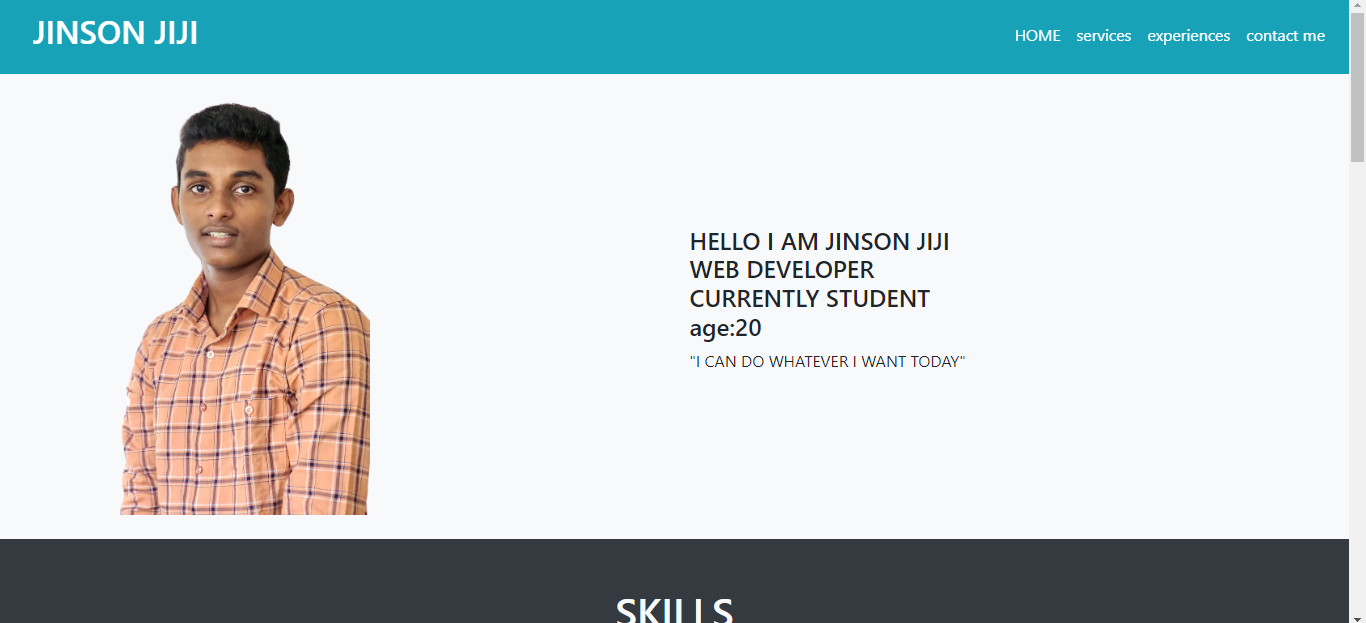 JINSON JIJI
HOME services experiences contact me
HELLO I AM JINSON JIJI
WEB DEVELOPER
CURRENTLY STUDENT
age:20
"I CAN DO WHATEVER I WANT TODAY"
SKILLS